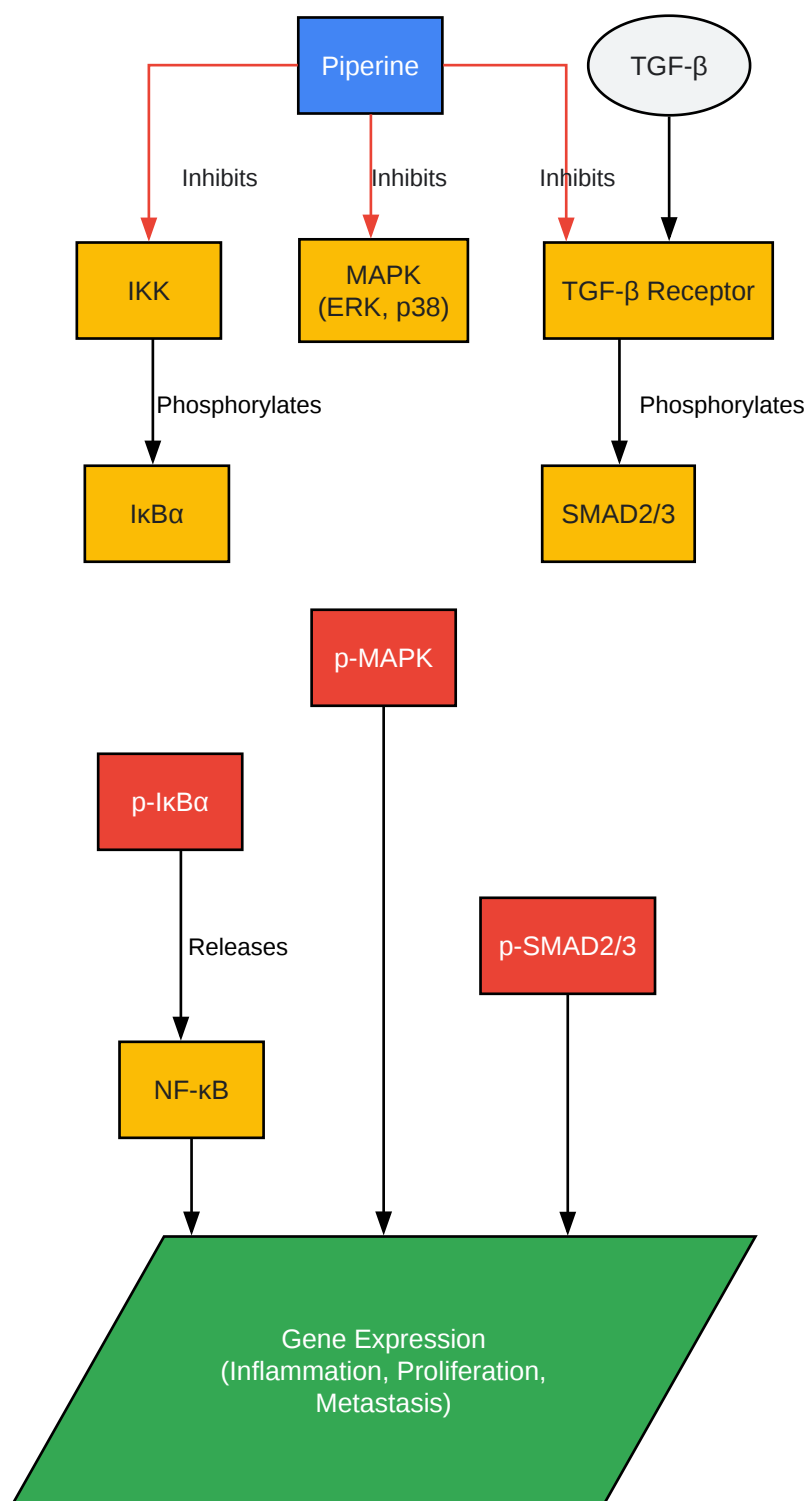 Piperine
TGF-β
Inhibits
Inhibits
Inhibits
IKK
MAPK
(ERK, p38)
TGF-β Receptor
Phosphorylates
Phosphorylates
IκBα
SMAD2/3
p-MAPK
p-IκBα
Releases
p-SMAD2/3
NF-κB
Gene Expression
(Inflammation, Proliferation,
Metastasis)